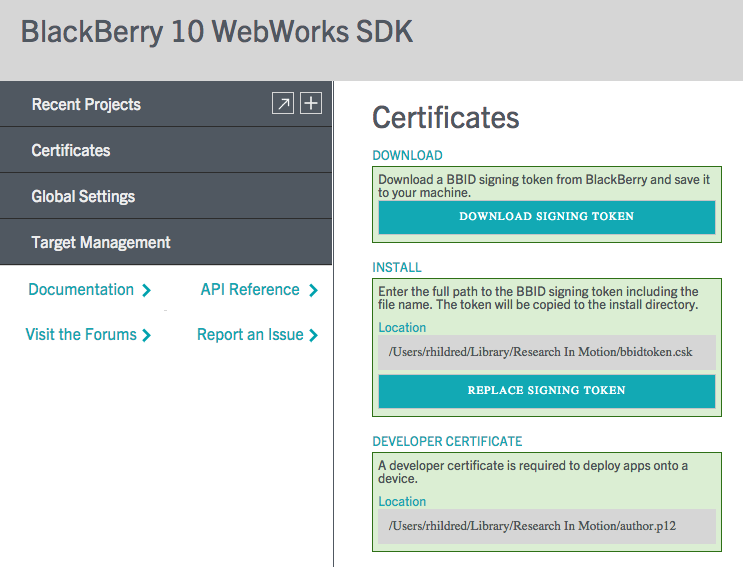 BlackBerry 10 WebWorks SDK
Recent Projects
Certificates
Global Settings
Target Management
Documentation
API Reference
Visit the Forums
Report an Issue
Certificates
DOWNLOAD
Download a BBID signing token from BlackBerry and save it
to your machine.
DOWNLOAD SIGNING TOKEN
INSTALL
Enter the full path to the BBID signing token including the
file name. The token will be copied to the install directory.
Location
/Users/rhildred/Library/Research In Motion/bbidtoken.csk
REPLACE SIGNING TOKEN
DEVELOPER CERTIFICATE
A developer certificate is required to deploy apps onto a
device.
Location
/Users/rhildred/Library/Research In Motion/author.p12